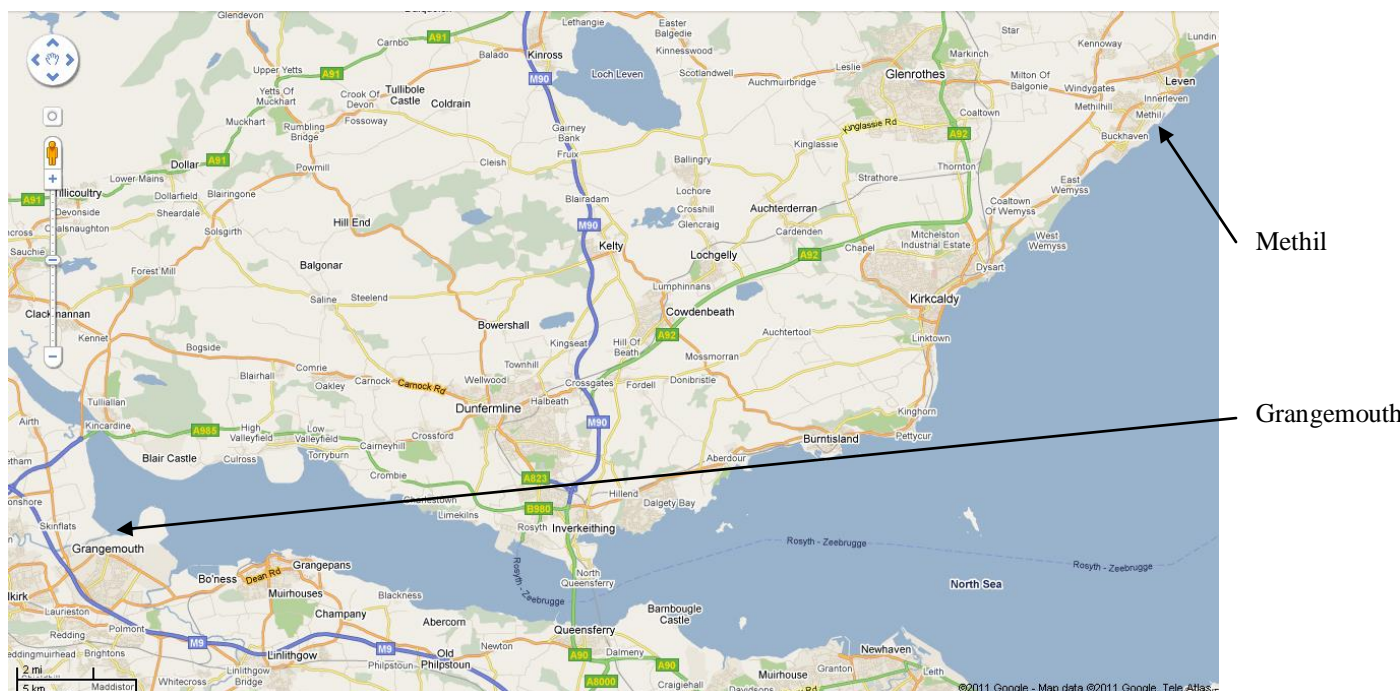 Glendevon
Carnbo
A91
Balado
Kinross
Lethangie
Easter
Balgedie
Kinnesswood
Star
Kennoway
Lundin
Markinch
Upper Yetts
A91
M90
Loch Leven
Scotlandwell
Auchmuirbridge
Leslie
Glenrothes
Milton Of
Balgonie
Windygates
Leven
Yetts Of
Muckhart
Crook Of
Devon
Tullibole
Castle
Coldrain
Fossoway
Coaltown
Methilhill
Innerleven
Methil
Muckhart
Rumbling
Bridge
Gairney
Bank
Kinglassie Rd
A92
Buckhaven
Dollar
A91
Cleish
Fruix
Ballingry
Kinglassie
Thornton
Lower Mains
Powmill
Strathore
East
Wemyss
Tillicoultry
A91
Dollarfield
Blairingone
Blairadam
Lochore
Devonside
Sheardale
Hill End
M90
Crosshill
Glencraig
Auchterderran
Coaltown
Of Wemyss
Coalsnaughton
Solsgirth
Kelty
Cardenden
Chapel
Mitchelston
Industrial Estate
West
Wemyss
Methil
Sauchie
Forest Mill
Balgonar
Lochgelly
A92
Dysart
Saline
Steelend
Lumphinnans
Kirkcaldy
Clackmannan
Bowershall
Cowdenbeath
Kennet
Bogside
Kingseat
Hill Of
Beath
A92
Auchtertool
Linktown
Comrie
Townhill
Mossmorran
Blairhall
Oakley
Carnock
Carnock Rd
Wellwood
Crossgates
Fordell
Donibristle
Tulliallan
Dunfermline
Halbeath
Kinghorn
Airth
Kincardine
A985
High
Valleyfield
Low
Valleyfield
Crossford
M90
Grangemouth
Blair Castle
Culross
Torryburn
Cairneyhill
Burntisland
Pettycur
Crombie
A823
Aberdour
Charlestown
Hillend
Skinflats
Limekilns
B980
Dalgety Bay
Rosyth
Inverkeithing
Grangemouth
Rosyth - Zeebrugge
Rosyth - Zeebrugge
Rosyth - Zeebrugge
Bo'ness
Dean Rd
Grangepans
North
Queensferry
North Sea
Muirhouses
Blackness
Laurieston
Champany
Abercorn
Barnbougle
Castle
Redding
Polmont
Queensferry
M9
M9
Old
Philpstoun
Newton
A90
Dalmeny
Newhaven
Brightons
Linlithgow
Philpstoun
A90
Muirhouse
Granton
Leith
2 mi
5 km
Whitecross
Linlithgow
Bridge
A8000
Craigiehall
©2011 Google - Map data ©2011 Google, Tele Atlas